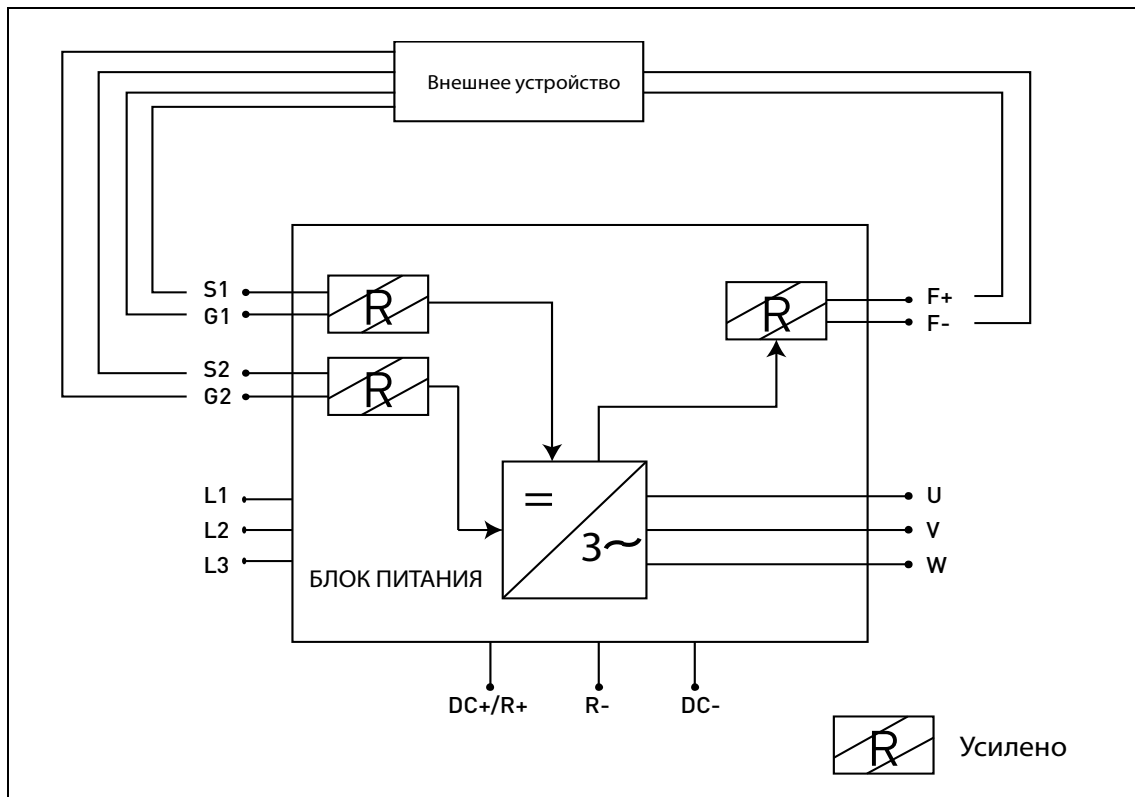 Внешнее устройство
S1
G1
S2
G2
R
R
R
F+
F-
L1
L2
L3
=
3~
U
V
W
БЛОК ПИТАНИЯ
DC+/R+
R-
DC-
R
Усилено